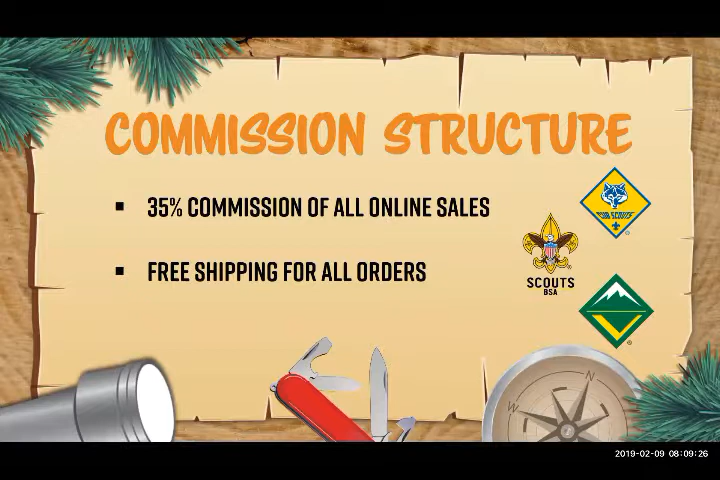 COMMISSION STRUCTURE
▪ 35% COMMISSION OF ALL ONLINE SALES
CUB SCOUTS
▪ FREE SHIPPING FOR ALL ORDERS
SCOUTS
BSA
N
W
2019-02-09 08:09:26